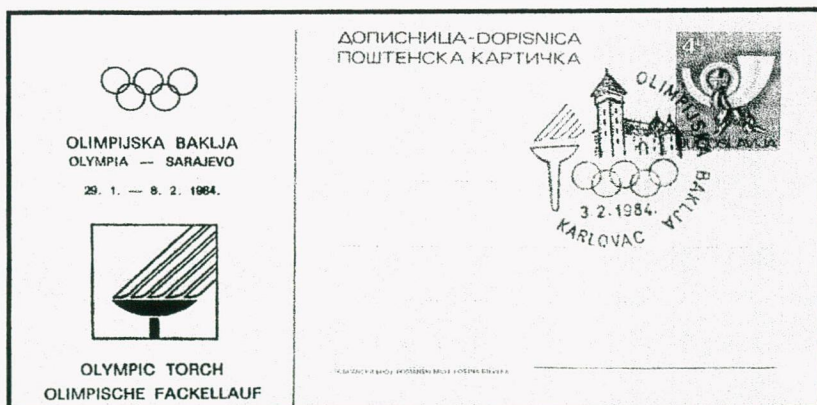 OLIMPIJSKA BAKLJA
OLYMPIA — SARAJEVO
29. 1. — 8. 2. 1984.
OLYMPIC TORCH
OLIMPISCHE FACKELLAUF
ДОПИСНИЦА-DOPISNICA
ПОШТЕНСКА КАРТИЧКА
4
JUGOSLAVIJA
OLIMPIJSKA BAKLJA
3.2.1984.
KARLOVAC